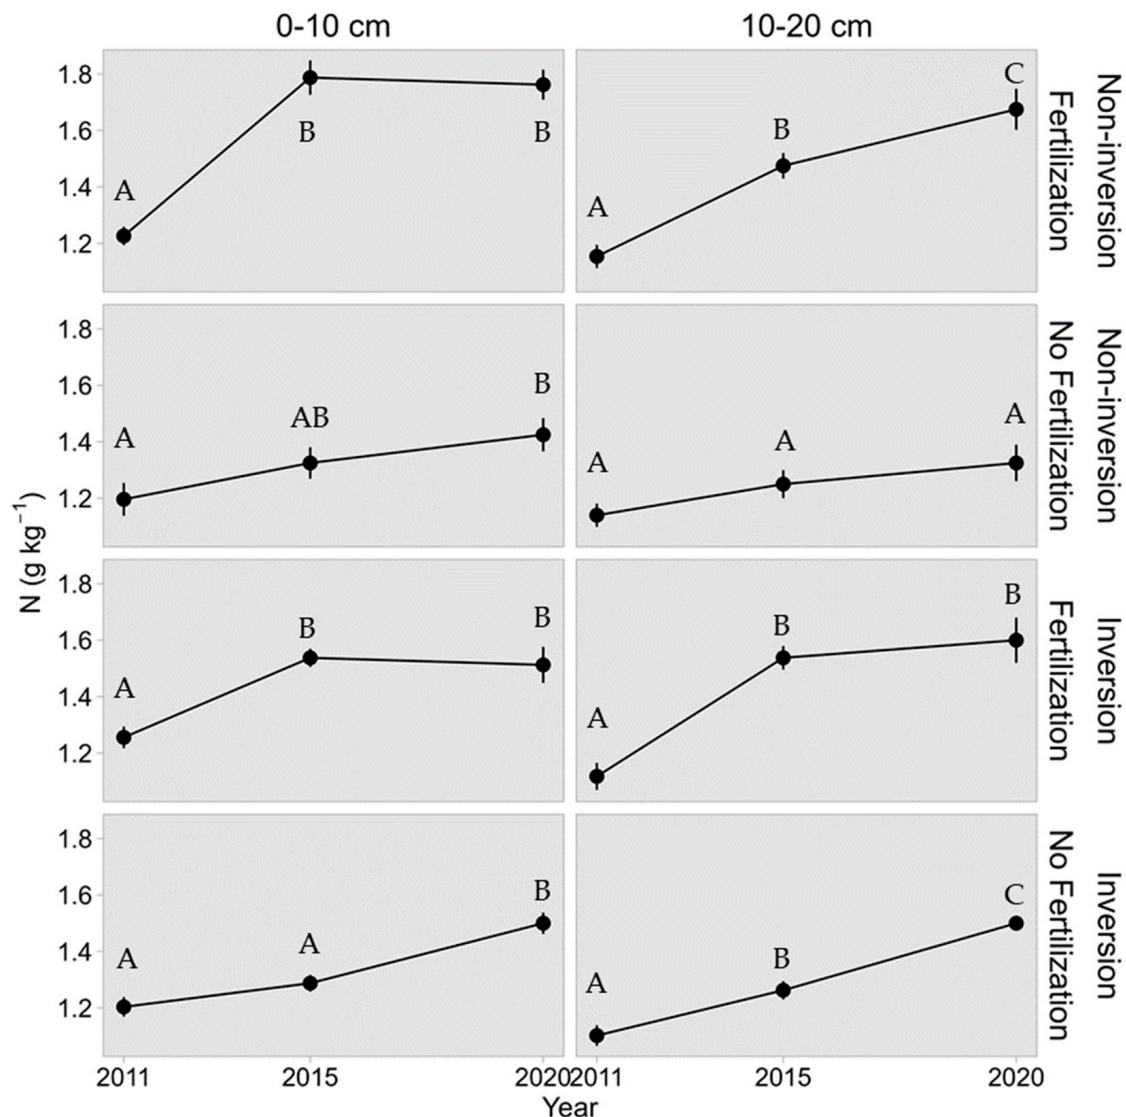 0-10 cm
10-20 cm
N (g kg⁻¹)
1.8
1.6
1.4
1.2
A
B
B
A
B
C
Non-inversion
Fertilization
1.8
1.6
1.4
1.2
A
AB
B
A
A
A
Non-inversion
No Fertilization
1.8
1.6
1.4
1.2
A
B
B
A
B
B
Inversion
Fertilization
1.8
1.6
1.4
1.2
A
A
B
A
B
C
Inversion
No Fertilization
2011
2015
2020
2011
2015
2020
Year